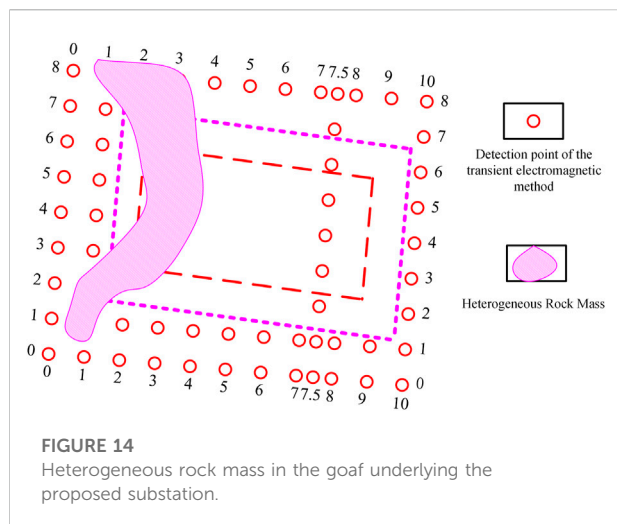 0 1 2 3 4 5 6 7 7.5 8 9 10
8 8
7 7
6 6
5 5
4 4
3 3
2 2
1 1
0 0
0 1 2 3 4 5 6 7 7.5 8 9 10
Detection point of the
transient electromagnetic
method
Heterogeneous Rock Mass
FIGURE 14
Heterogeneous rock mass in the goaf underlying the
proposed substation.